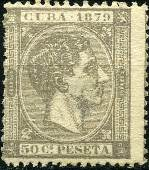 CUBA · 1879
50 Cs. PESETA